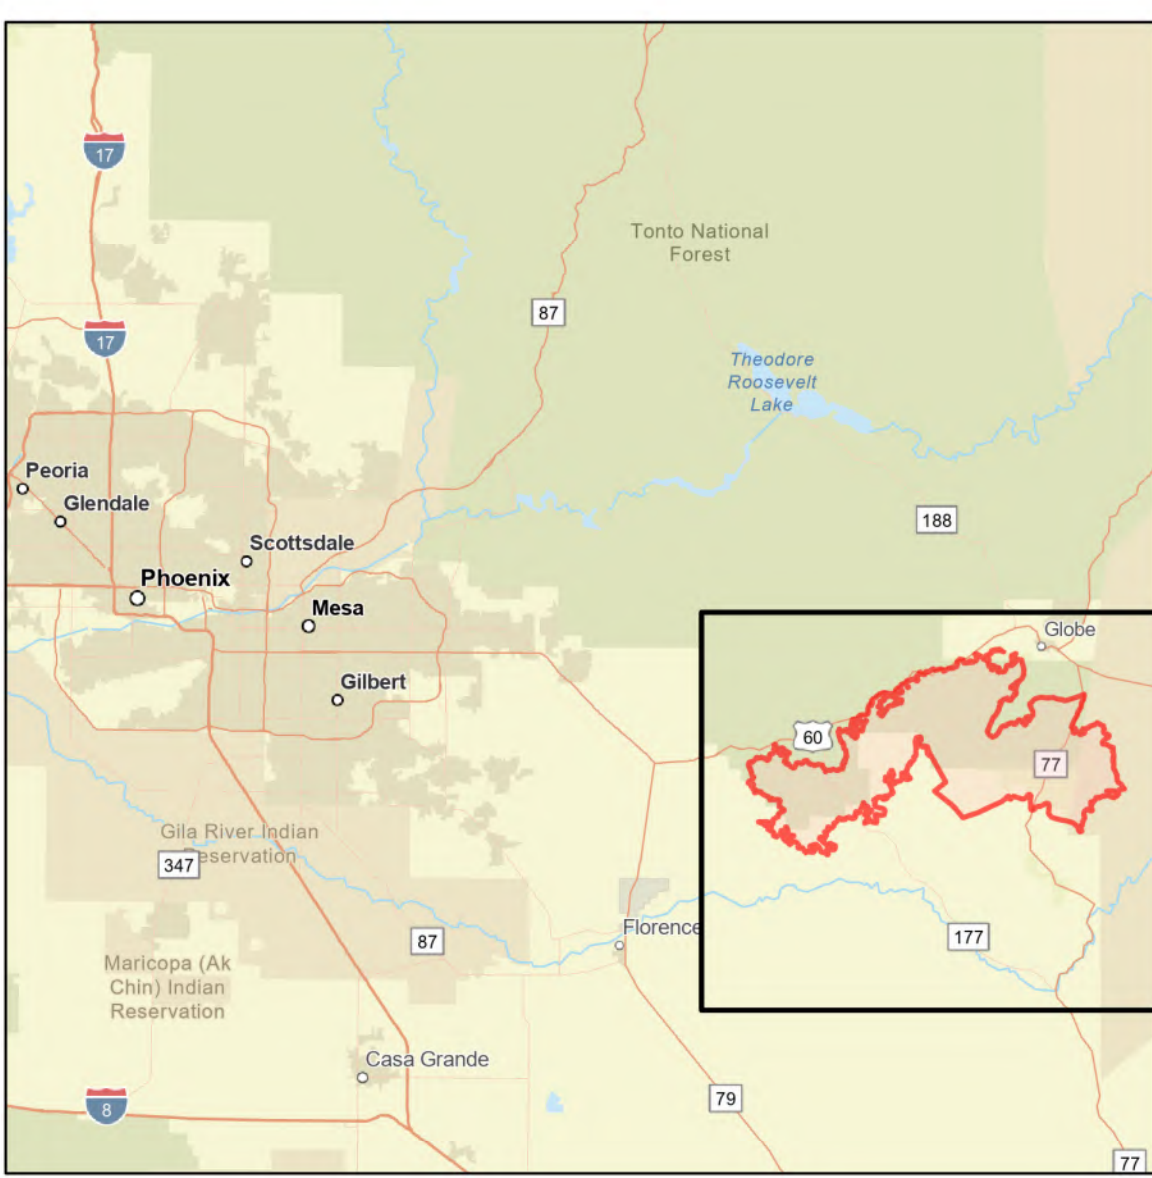 17
Tonto National
Forest
87
17
Theodore
Roosevelt
Lake
Peoria
Glendale
188
Scottsdale
Phoenix
Mesa
Globe
Gilbert
60
77
Gila River Indian
Reservation
347
Florence
87
177
Maricopa (Ak
Chin) Indian
Reservation
Casa Grande
8
79
77